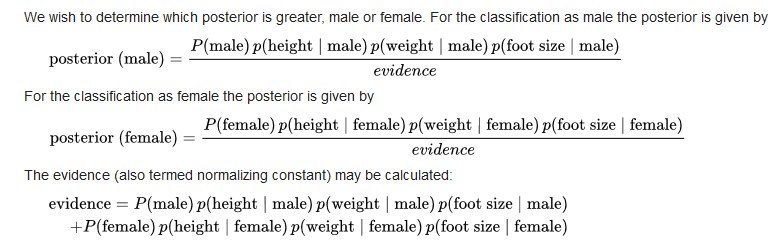 We wish to determine which posterior is greater, male or female. For the classification as male the posterior is given by
posterior (male) = P(male) p(height | male) p(weight | male) p(foot size | male) / evidence
For the classification as female the posterior is given by
posterior (female) = P(female) p(height | female) p(weight | female) p(foot size | female) / evidence
The evidence (also termed normalizing constant) may be calculated:
evidence = P(male) p(height | male) p(weight | male) p(foot size | male)
+P(female) p(height | female) p(weight | female) p(foot size | female)